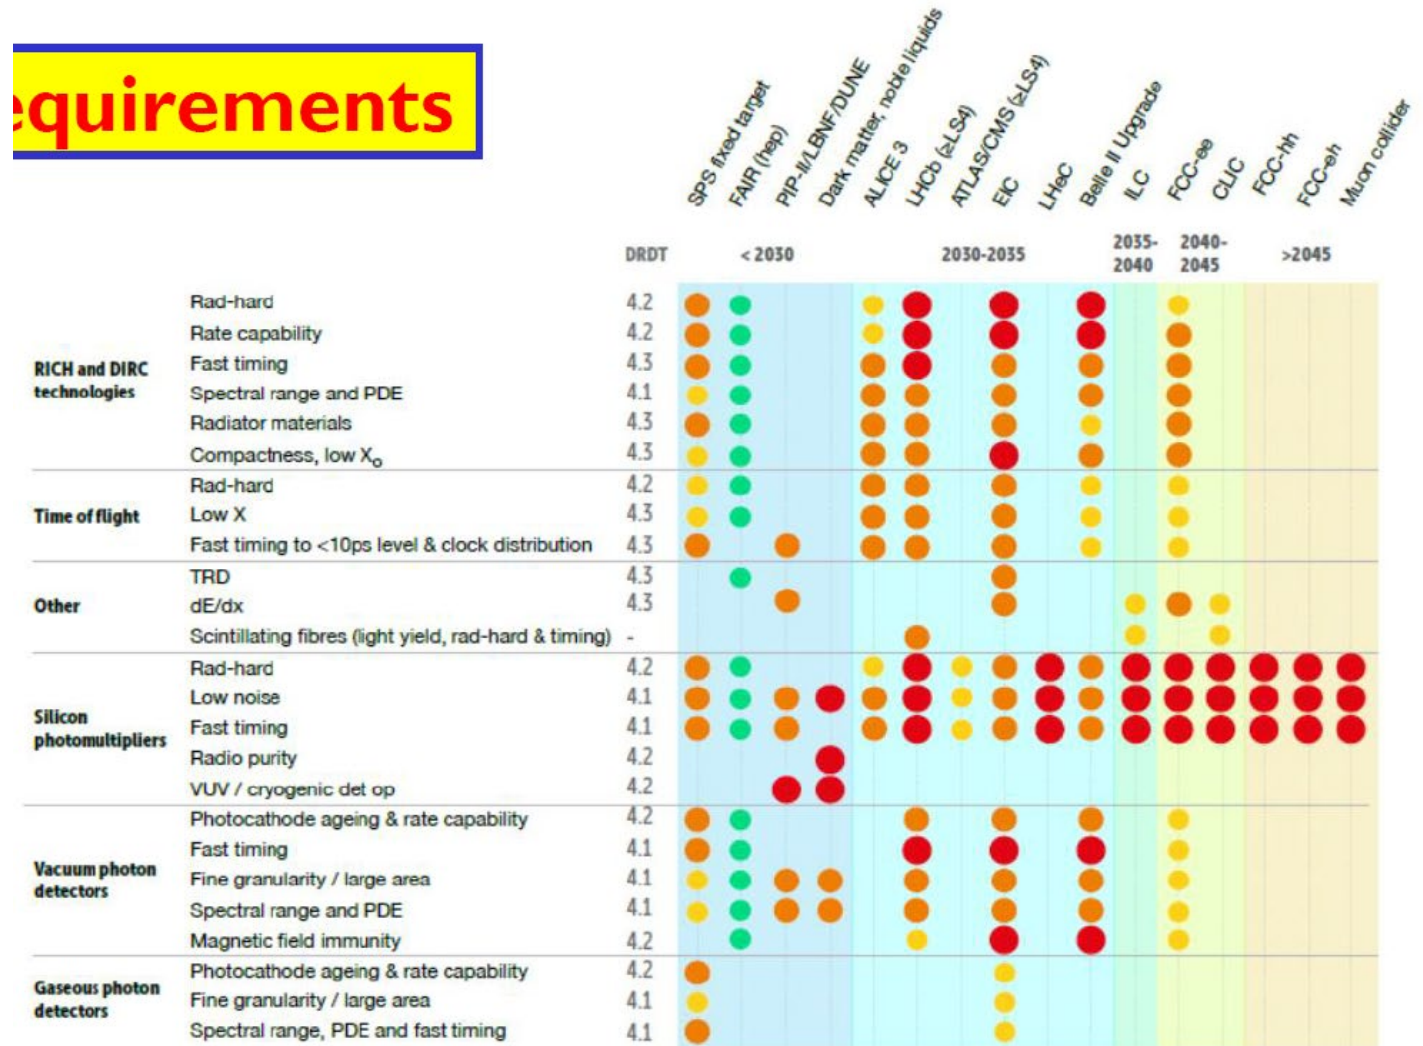 equirements
SPS fixed target
FAIR (hep)
PIP-II/LBNF/DUNE
Dark matter, noble liquids
ALICE 3
LHCb (≥LS4)
ATLAS/CMS (≥LS4)
EIC
LHeC
Belle II Upgrade
ILC
FCC-ee
CLIC
FCC-hh
FCC-eh
Muon collider
DRDT < 2030 2030-2035 2035-2040 2040-2045 >2045
RICH and DIRC technologies
Rad-hard 4.2
Rate capability 4.2
Fast timing 4.3
Spectral range and PDE 4.1
Radiator materials 4.3
Compactness, low Xo 4.3
Time of flight
Rad-hard 4.2
Low X 4.3
Fast timing to <10ps level & clock distribution 4.3
Other
TRD 4.3
dE/dx 4.3
Scintillating fibres (light yield, rad-hard & timing) -
Silicon photomultipliers
Rad-hard 4.2
Low noise 4.1
Fast timing 4.1
Radio purity 4.2
VUV / cryogenic det op 4.2
Vacuum photon detectors
Photocathode ageing & rate capability 4.2
Fast timing 4.1
Fine granularity / large area 4.1
Spectral range and PDE 4.1
Magnetic field immunity 4.2
Gaseous photon detectors
Photocathode ageing & rate capability 4.2
Fine granularity / large area 4.1
Spectral range, PDE and fast timing 4.1